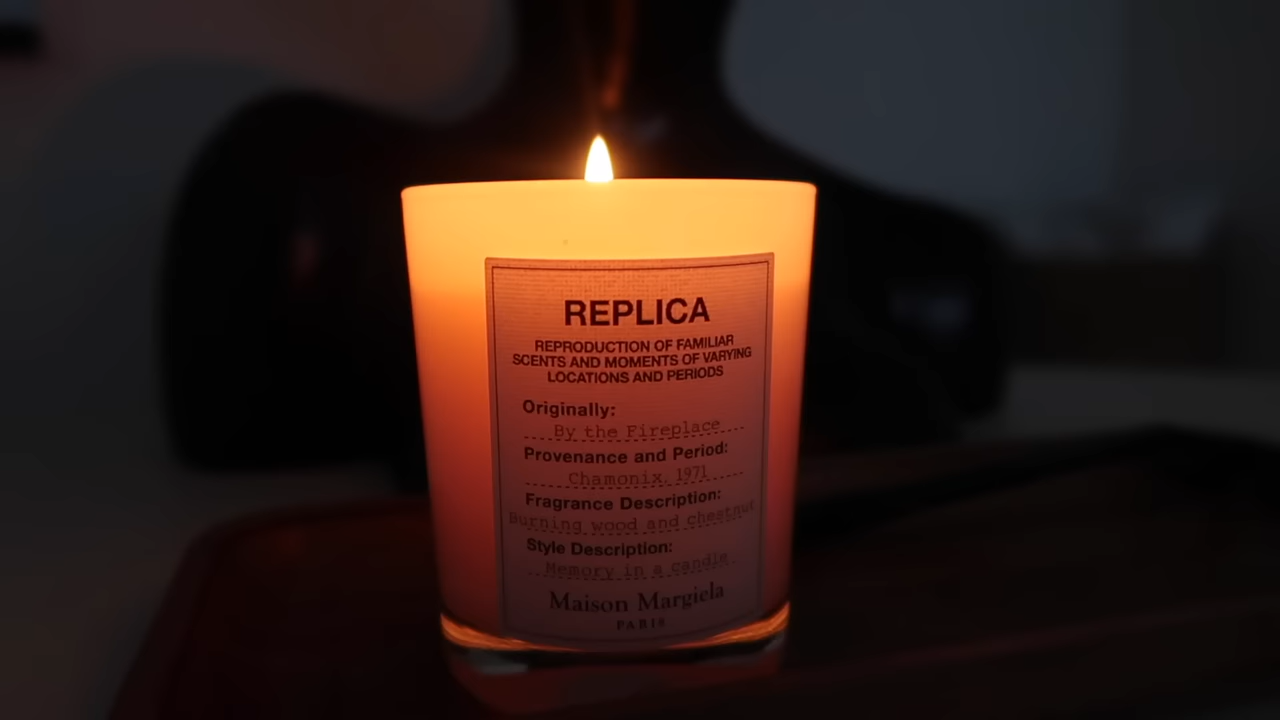 REPLICA
REPRODUCTION OF FAMILIAR
SCENTS AND MOMENTS OF VARYING
LOCATIONS AND PERIODS
Originally:
By the Fireplace
Provenance and Period:
Chamonix, 1971
Fragrance Description:
Burning wood and chestnut
Style Description:
Memory in a candle
Maison Margiela
PARIS